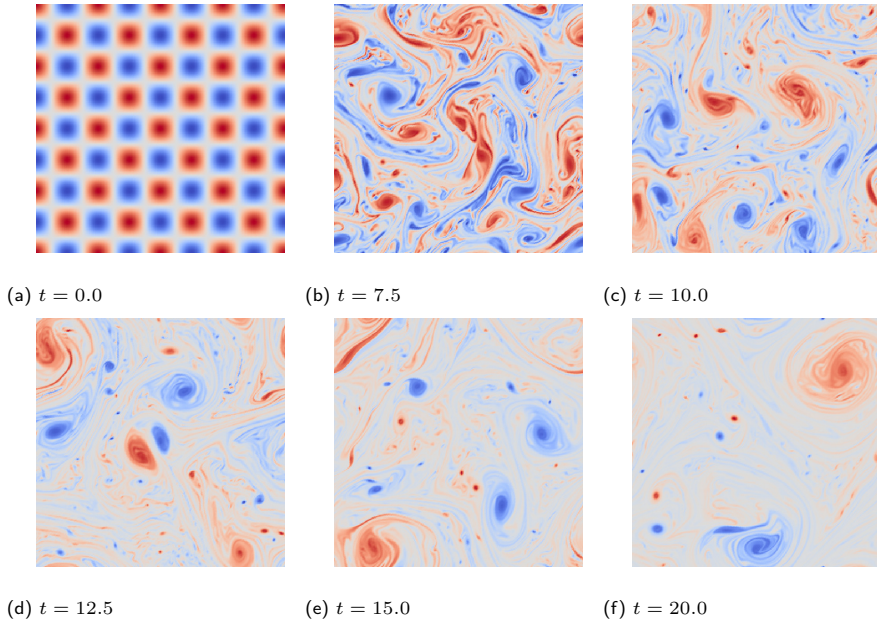 (a) t = 0.0
(b) t = 7.5
(c) t = 10.0
(d) t = 12.5
(e) t = 15.0
(f) t = 20.0